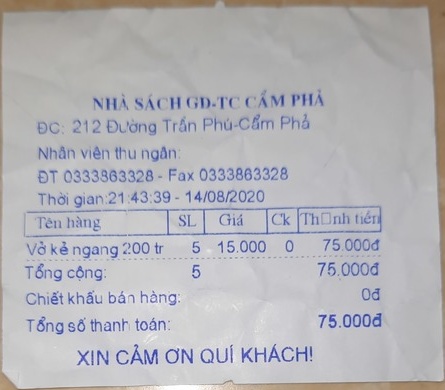 NHÀ SÁCH GD-TC CẨM PHẢ
ĐC: 212 Đường Trần Phú-Cẩm Phả
Nhân viên thu ngân:
ĐT 0333863328 - Fax 0333863328
Thời gian:21:43:39 - 14/08/2020
Tên hàng SL Giá Ck Th□nh tiền
Vở kẻ ngang 200 tr 5 15.000 0 75.000đ
Tổng cộng: 5 75.000đ
Chiết khấu bán hàng: 0đ
Tổng số thanh toán: 75.000đ
XIN CẢM ƠN QUÍ KHÁCH!